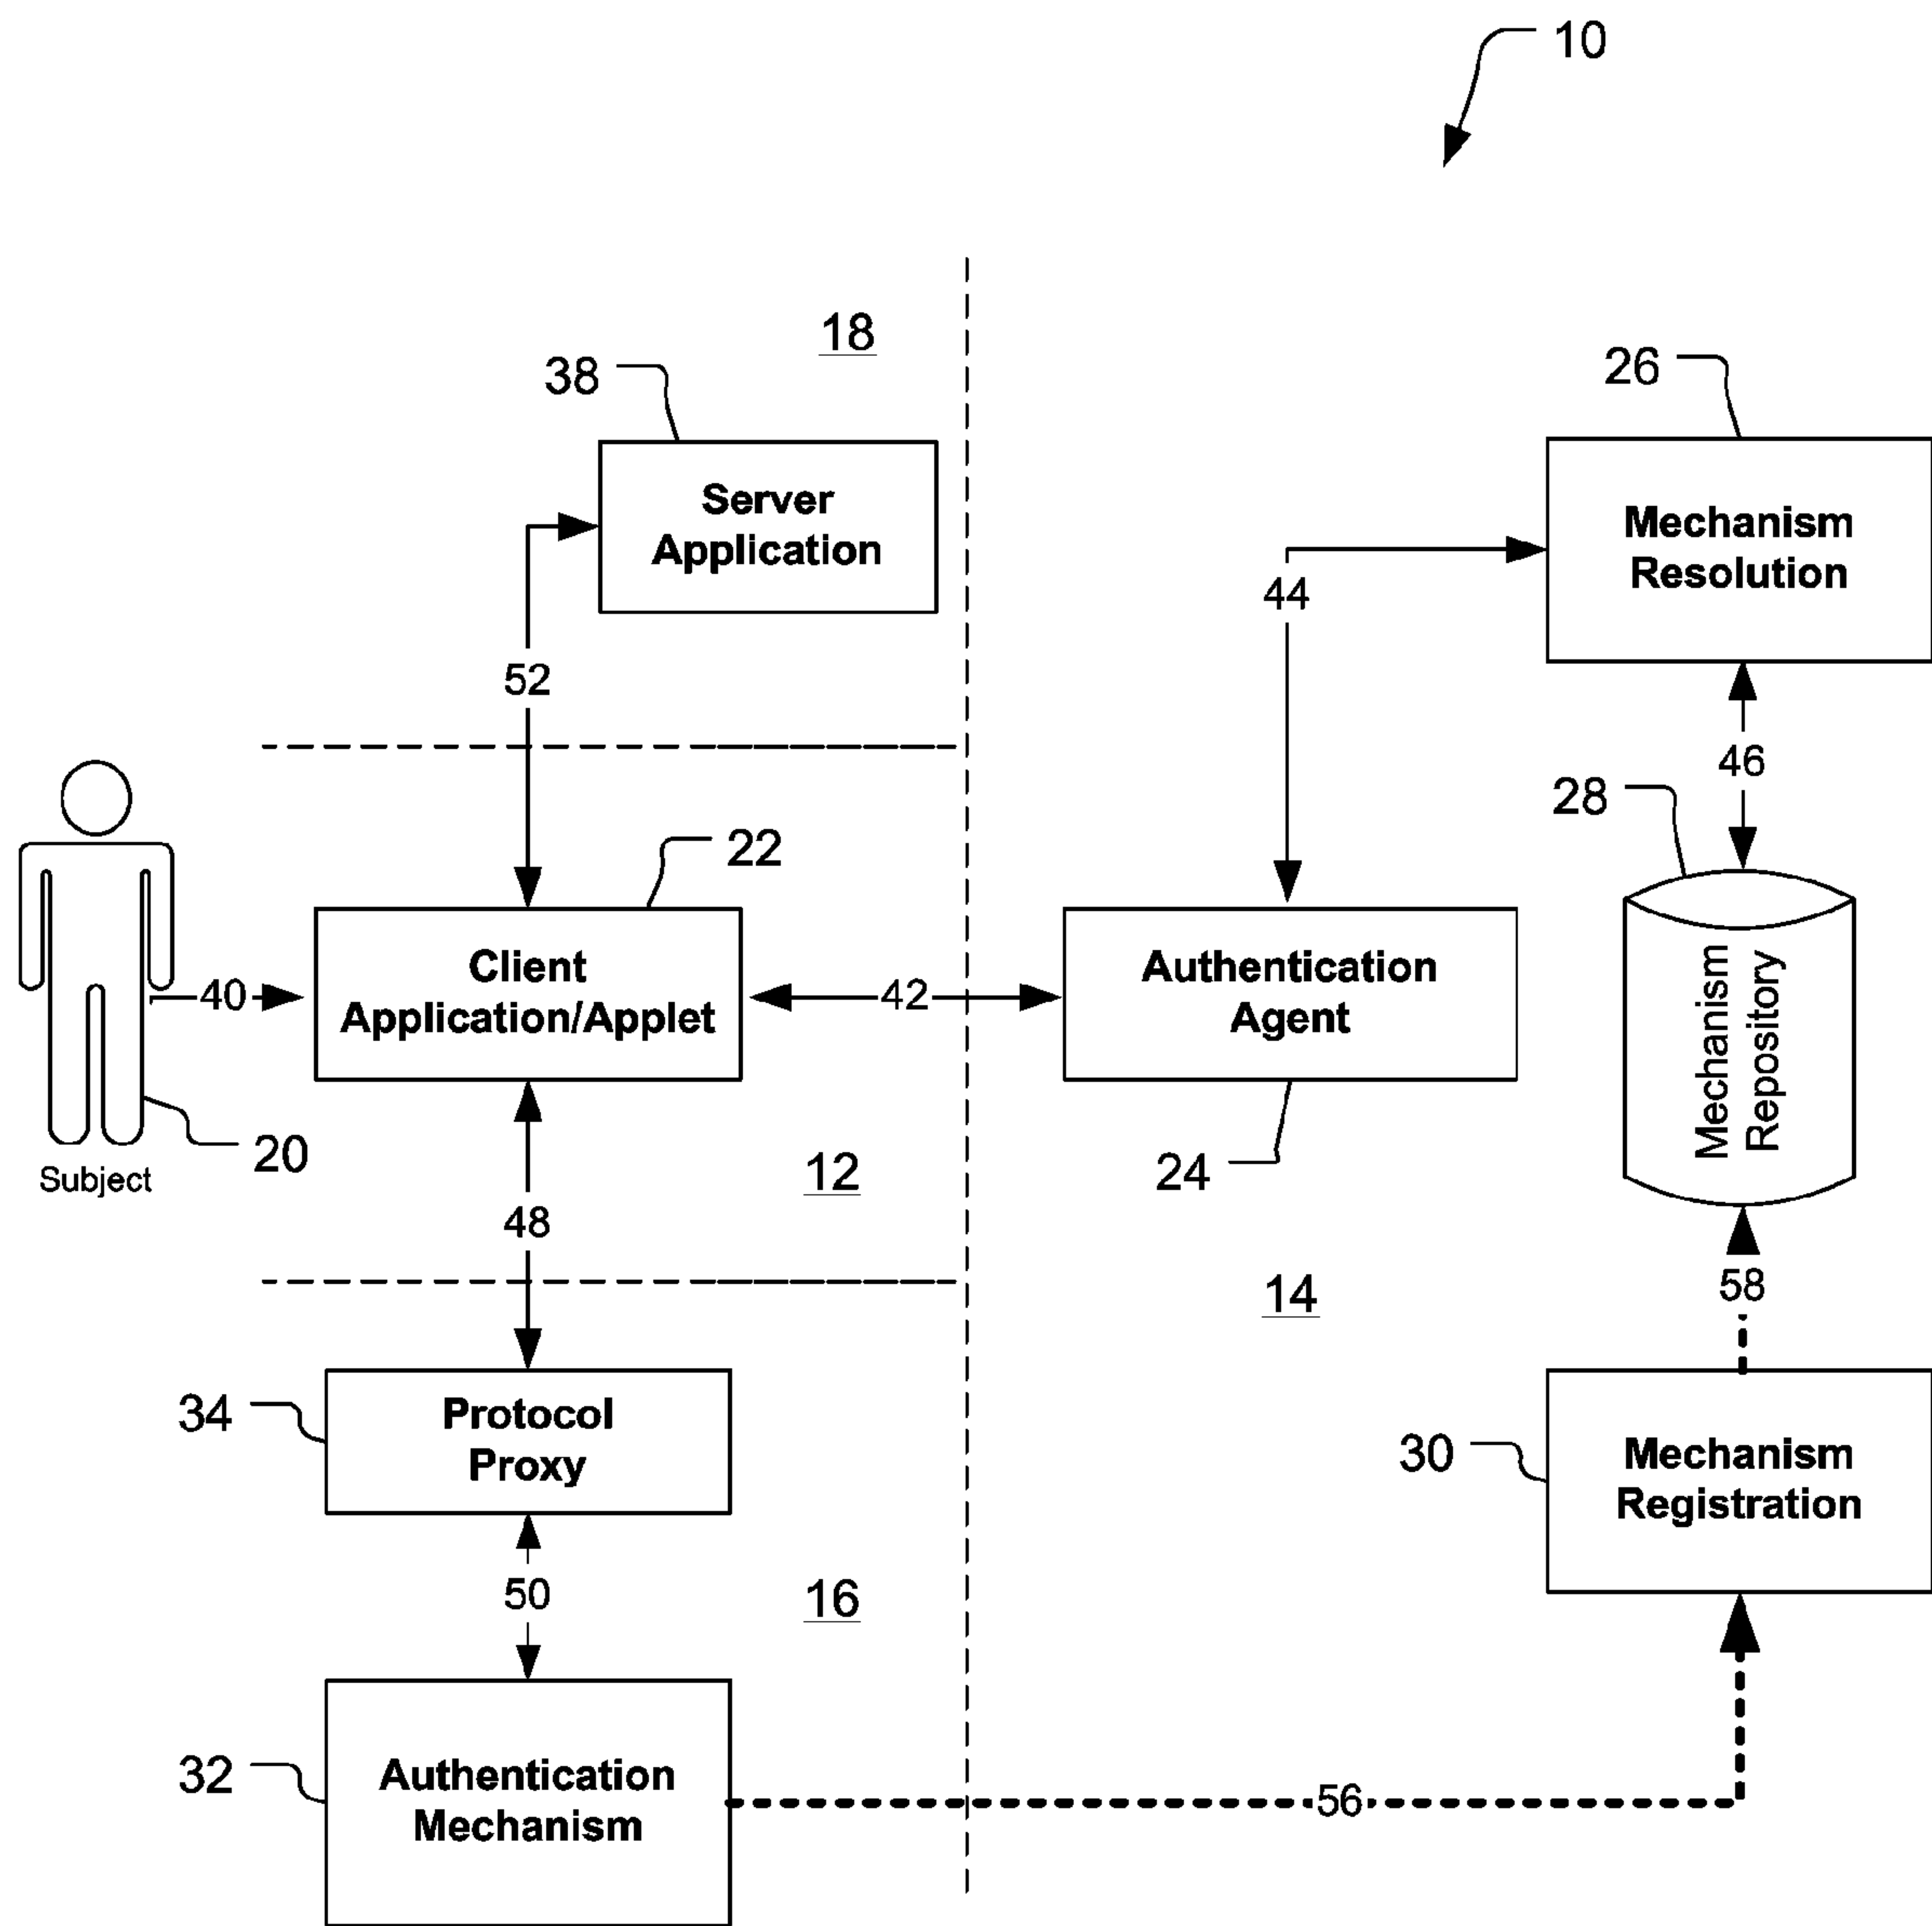 10
18
38
26
Server
Application
Mechanism
Resolution
44
52
46
28
22
Client
Application/Applet
Authentication
Agent
Mechanism
Repository
40
42
20
Subject
12
24
48
14
58
34
Protocol
Proxy
30
Mechanism
Registration
50
16
32
Authentication
Mechanism
56